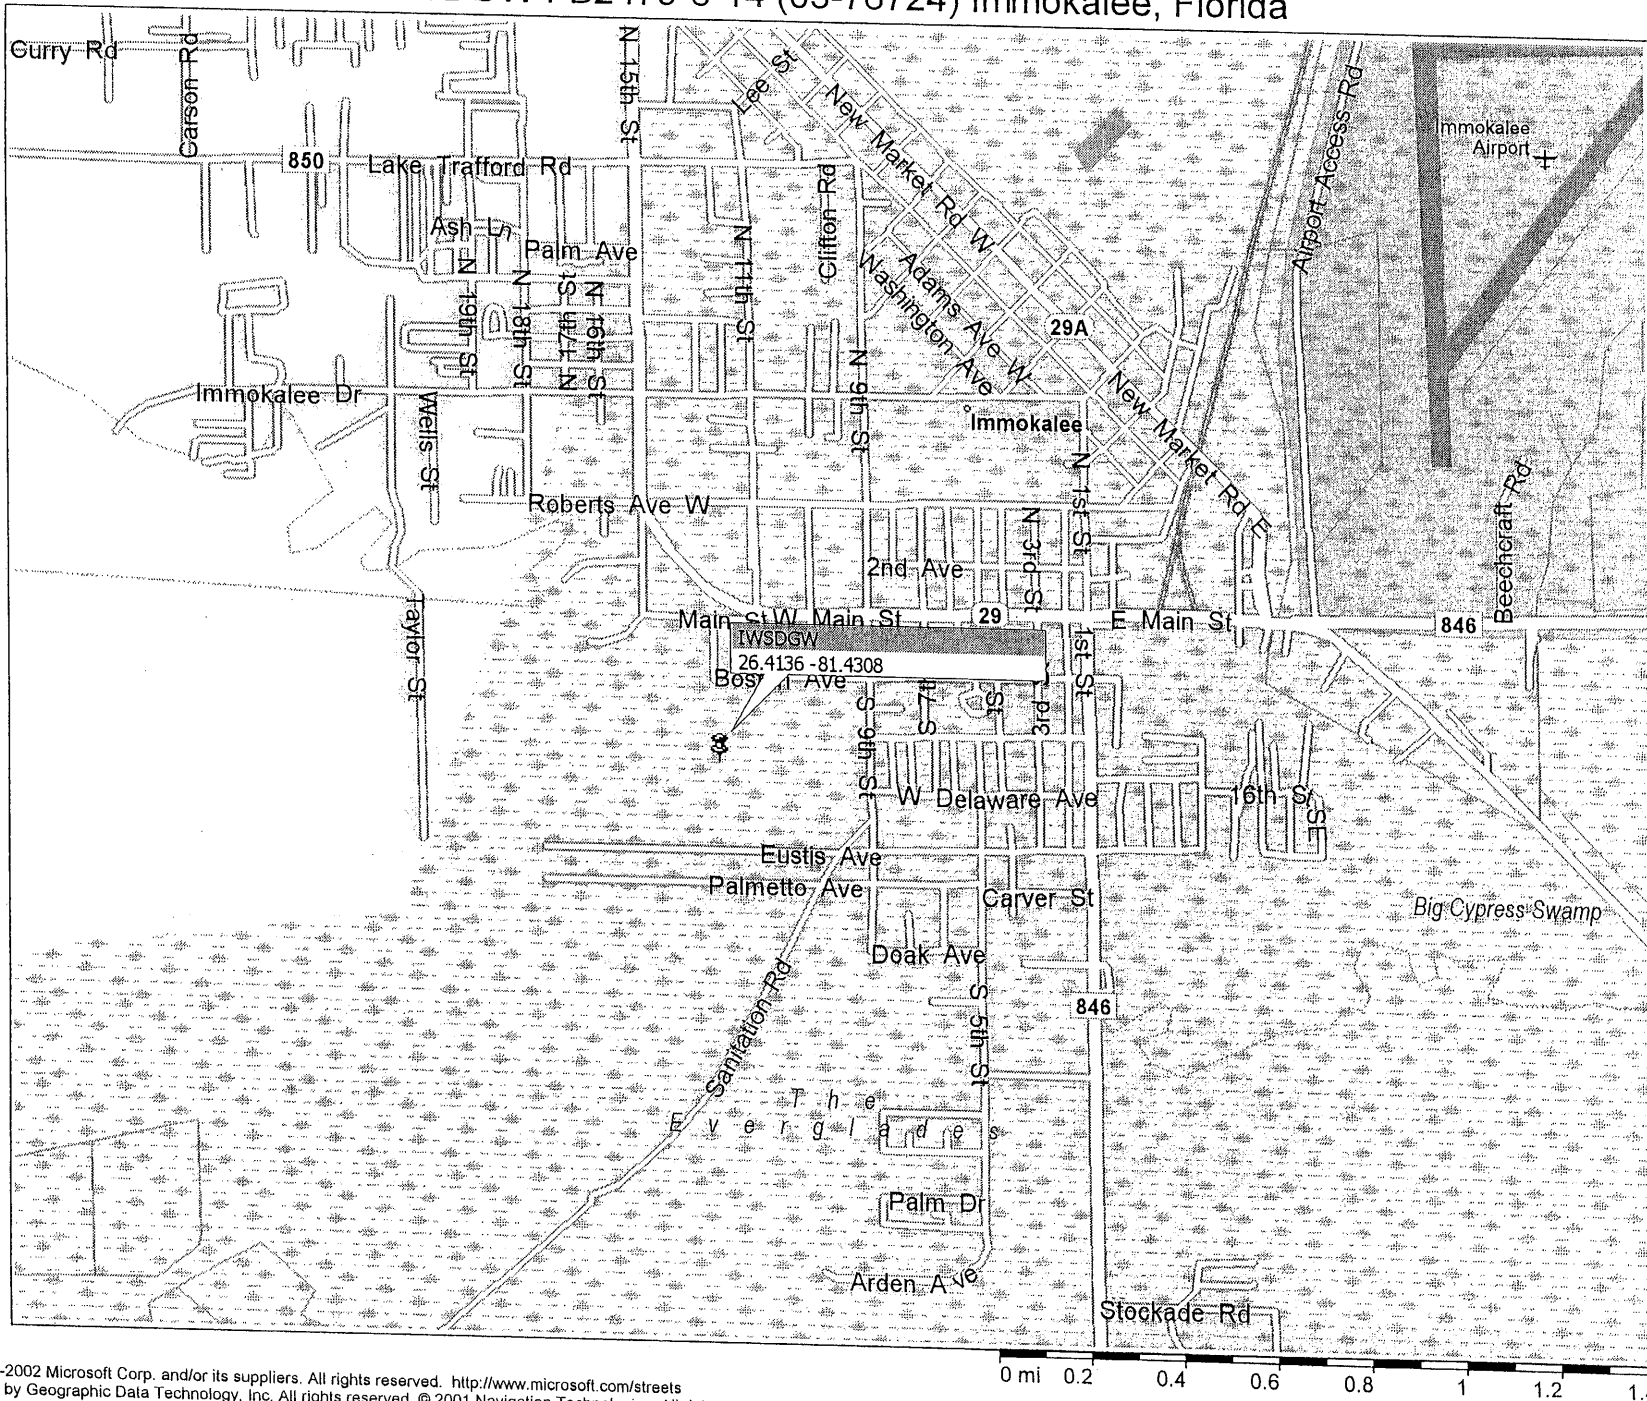 (03-76724) Immokalee, Florida
Curry Rd
Carson Rd
N 15th St
Lee St
New Market Rd W
Airport Access Rd
Immokalee
Airport
850
Lake Trafford Rd
Clifton Rd
Ash Ln
Palm Ave
N 11th St
N 19th St
N 18th St
N 17th St
N 16th St
Adams Ave W
Washington Ave
29A
N 9th St
Immokalee Dr
Wells St
Immokalee
New Market Rd E
N 1st St
Roberts Ave W
N 3rd St
Beechcraft Rd
2nd Ave
Taylor St
Main St W Main St
29
E Main St
846
IWSDGW
26.4136 -81.4308
1st St
S 9th St
S 7th
St
3rd
W Delaware Ave
16th St
SE
Eustis Ave
Palmetto Ave
Carver St
Big Cypress Swamp
Doak Ave
Sanitation Rd
S 5th St
846
The
Everglades
Palm Dr
Arden Ave
Stockade Rd
-2002 Microsoft Corp. and/or its suppliers. All rights reserved. http://www.microsoft.com/streets
by Geographic Data Technology, Inc. All rights reserved. © 2001 Navigation
0 mi 0.2 0.4 0.6 0.8 1 1.2